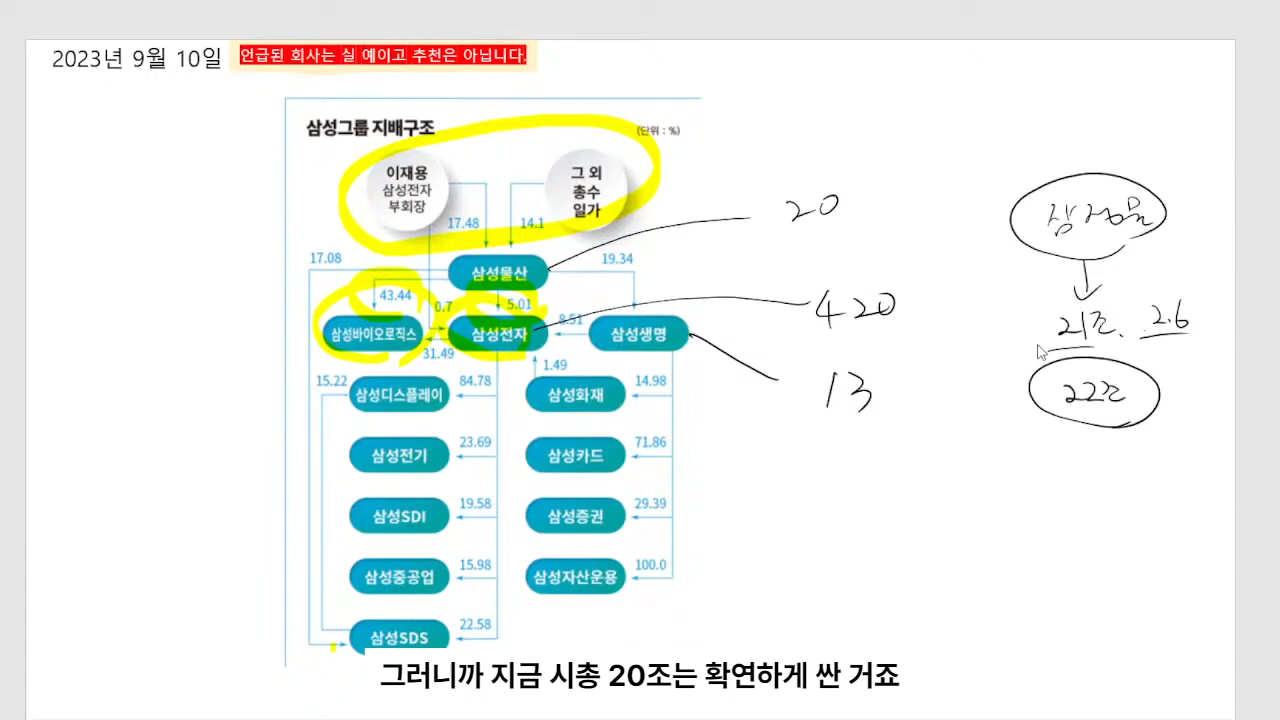 2023년 9월 10일
언급된 회사는 실 예이고 추천은 아닙니다.
삼성그룹 지배구조
(단위 : %)
이재용
삼성전자
부회장
그 외
총수
일가
17.48
14.1
17.08
삼성물산
19.34
43.44
0.7
5.01
삼성바이오로직스
삼성전자
8.51
삼성생명
31.49
1.49
15.22
삼성디스플레이
84.78
삼성화재
14.98
삼성전기
23.69
삼성카드
71.86
삼성SDI
19.58
삼성증권
29.39
삼성중공업
15.98
삼성자산운용
100.0
삼성SDS
22.58
20
420
13
삼성물
21조. 2.6
22조
그러니까 지금 시총 20조는 확연하게 싼 거죠